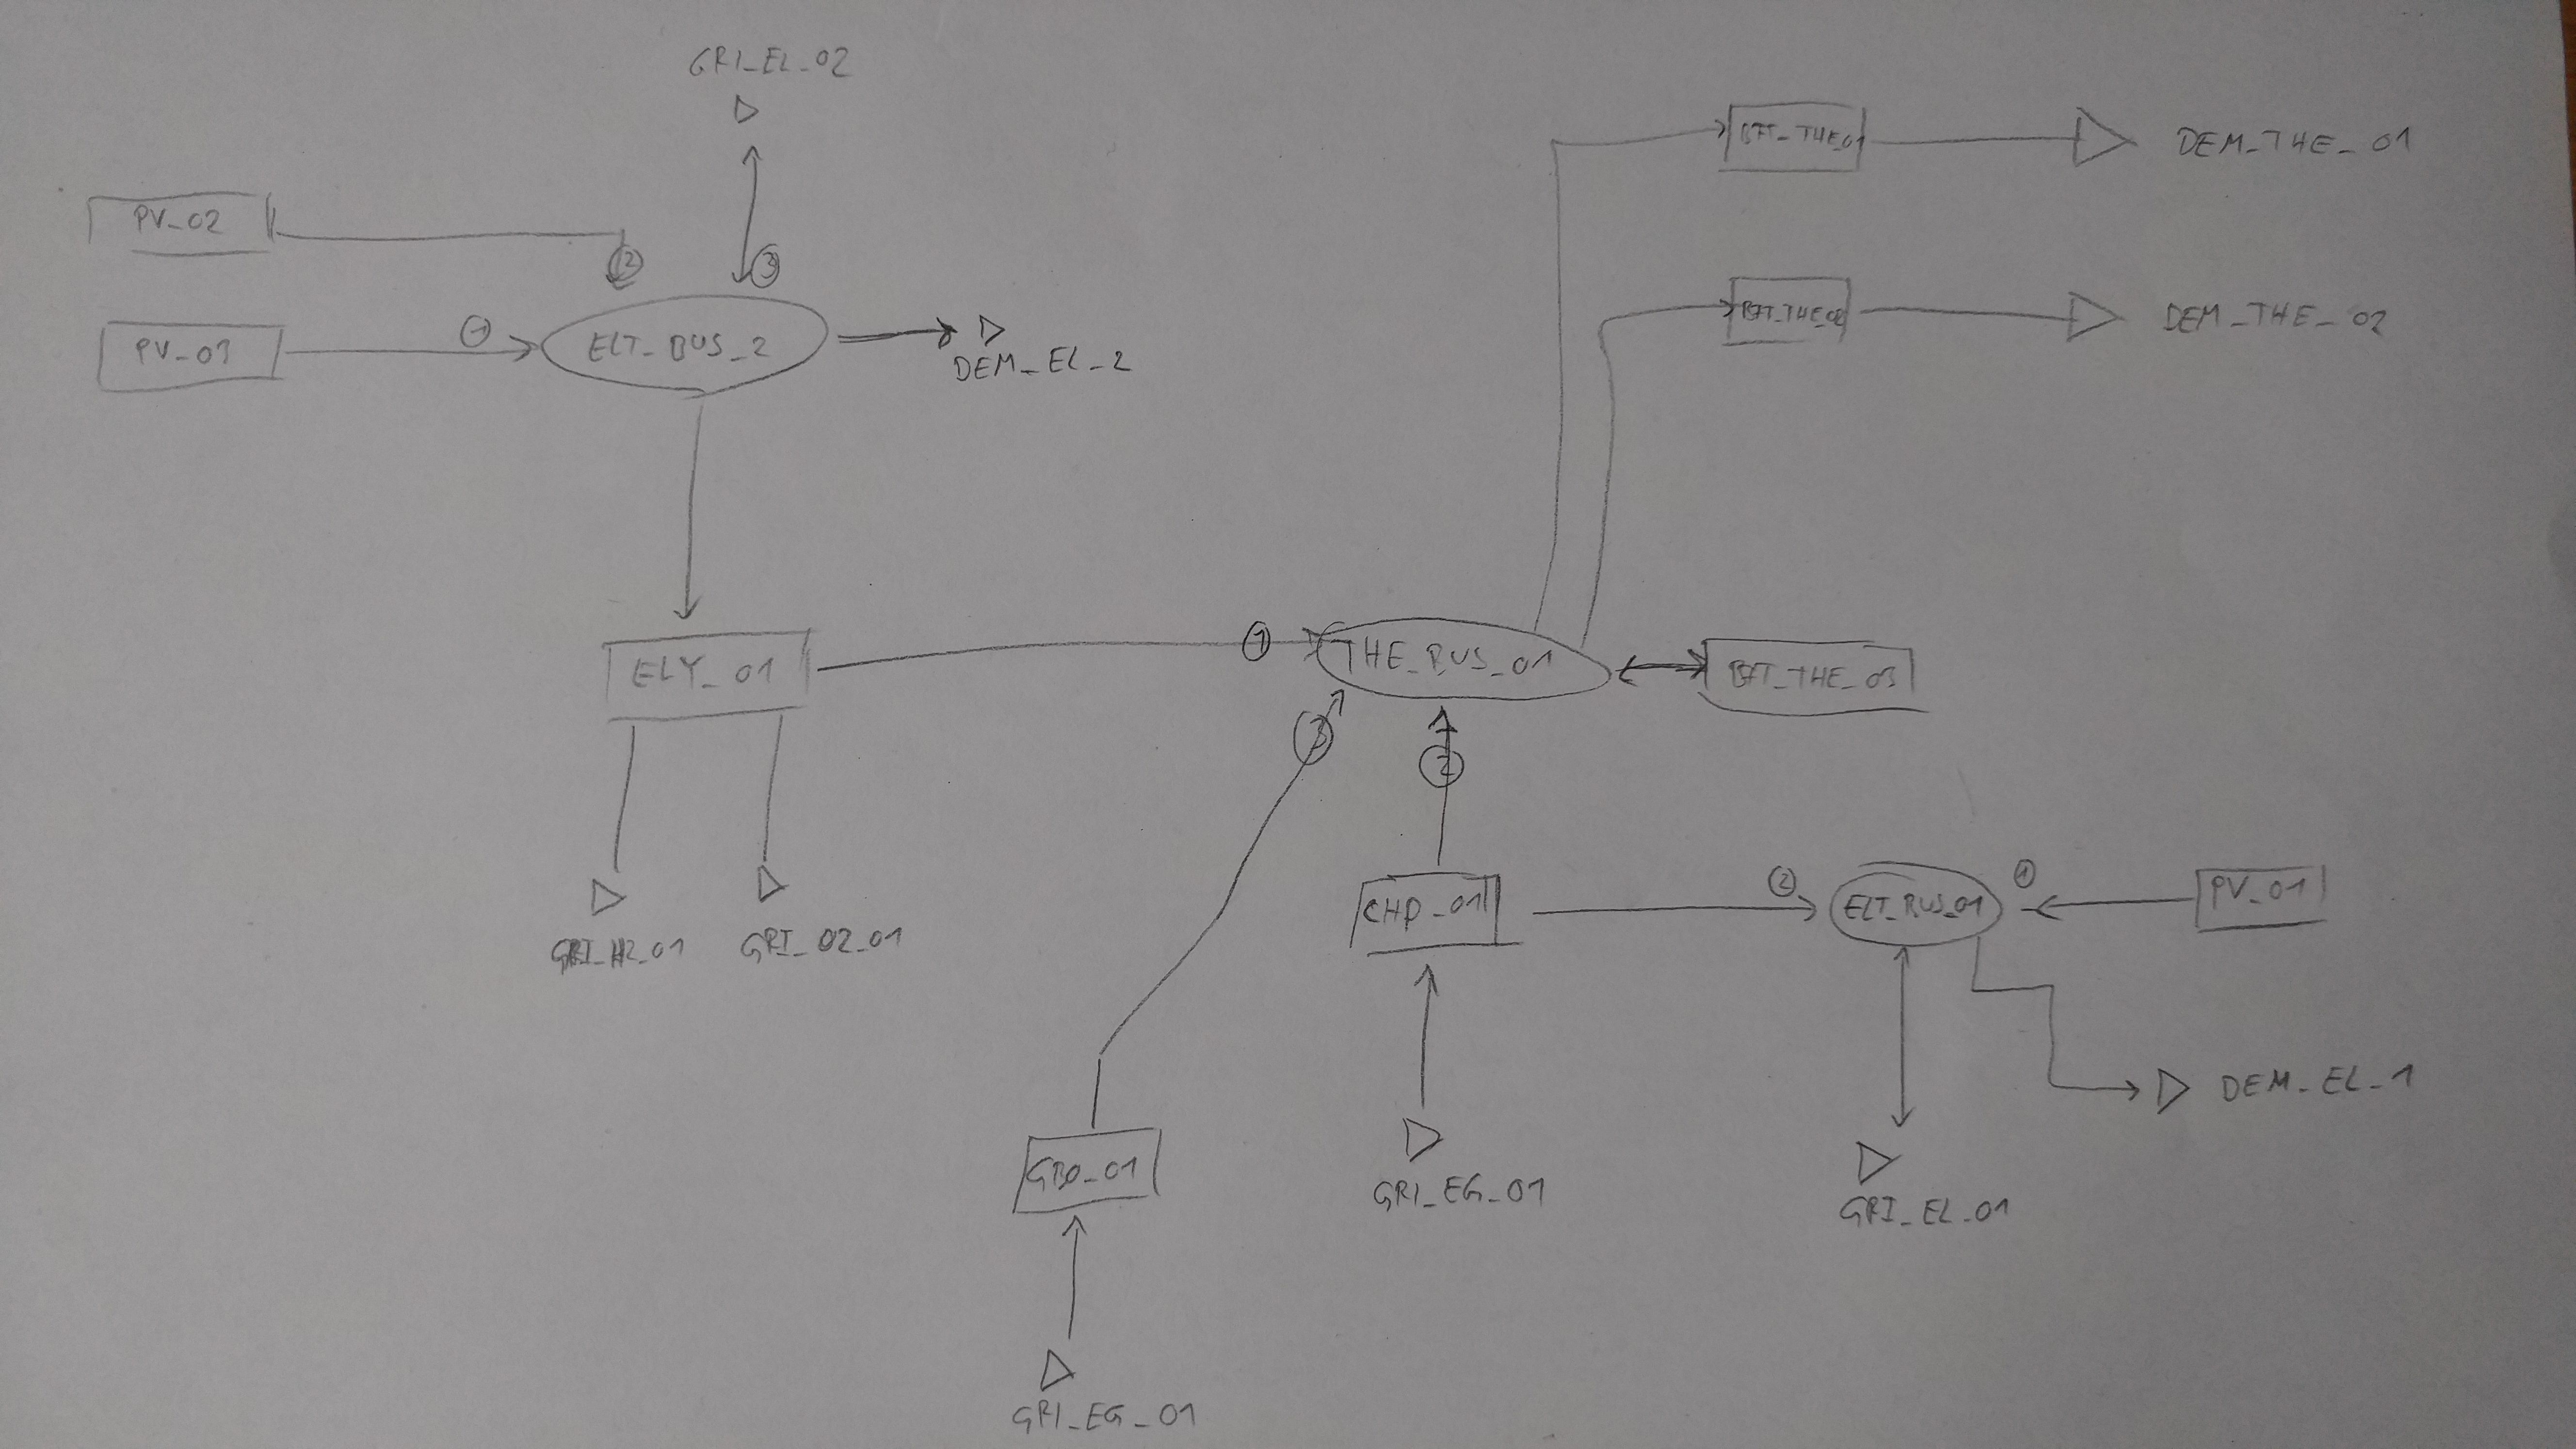 GRI_EL_02
BFT_THE_01
DEM_THE_01
PV_02
2
3
BFT_THE_02
DEM_THE_02
1
PV_01
ELT_BUS_2
DEM_EL_2
ELY_01
1
THE_BUS_01
BFT_THE_03
3
2
CHP_01
2
ELT_BUS_01
1
PV_01
GRI_H2_01
GRI_O2_01
DEM_EL_1
GBO_01
GRI_EG_01
GRI_EL_01
GRI_EG_01